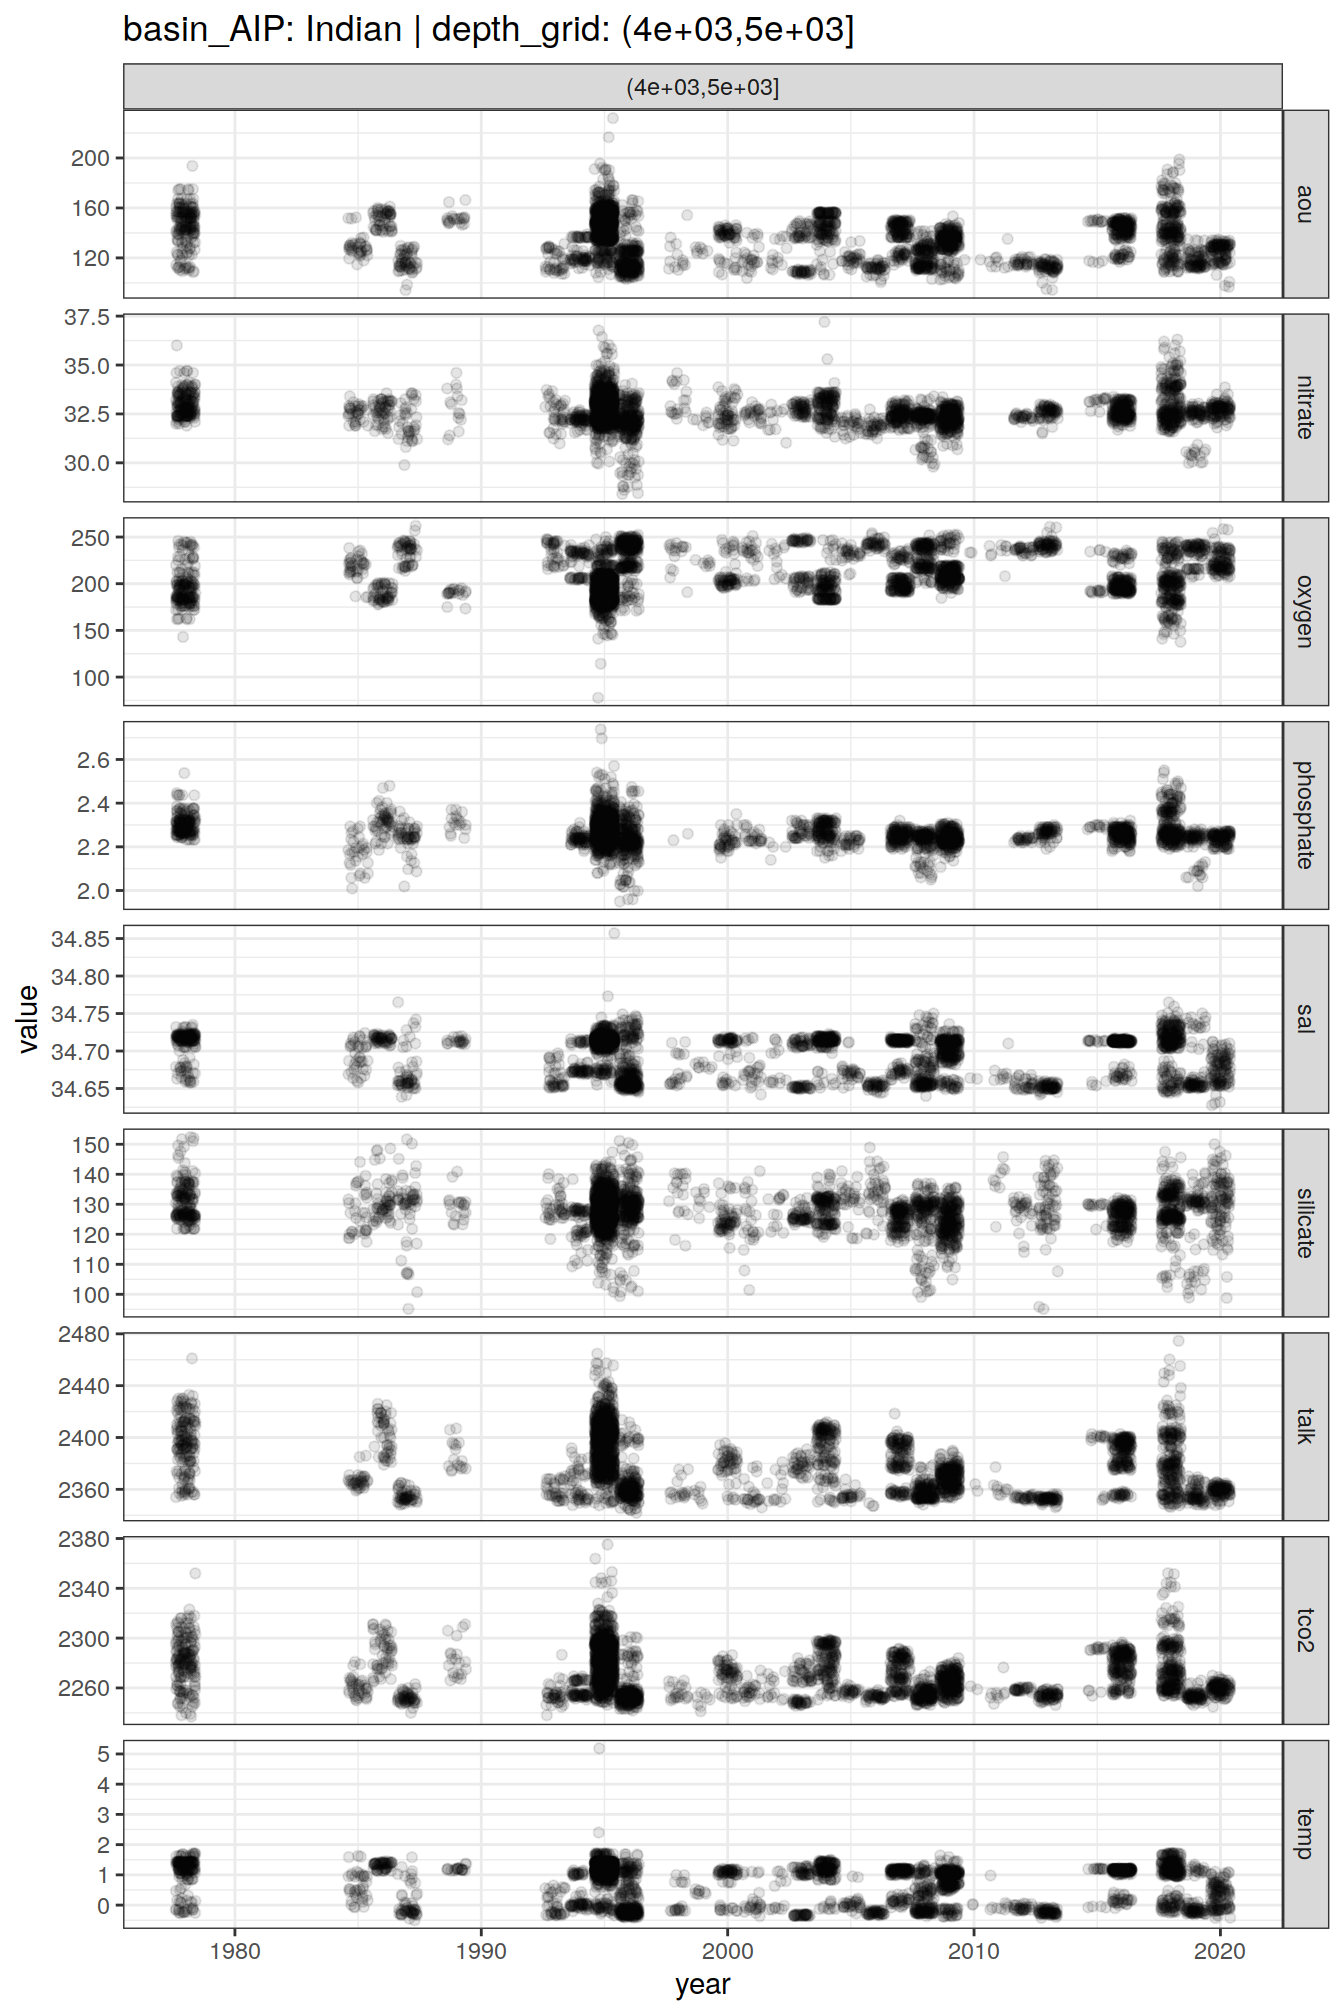 basin_AIP: Indian | depth_grid: (4e+03,5e+03]
(4e+03,5e+03]
200
160
120
aou
37.5
35.0
32.5
30.0
nitrate
250
200
150
100
oxygen
2.6
2.4
2.2
2.0
phosphate
34.85
34.80
34.75
34.70
34.65
sal
150
140
130
120
110
100
silicate
2480
2440
2400
2360
talk
2380
2340
2300
2260
tco2
5
4
3
2
1
0
temp
value
1980 1990 2000 2010 2020
year